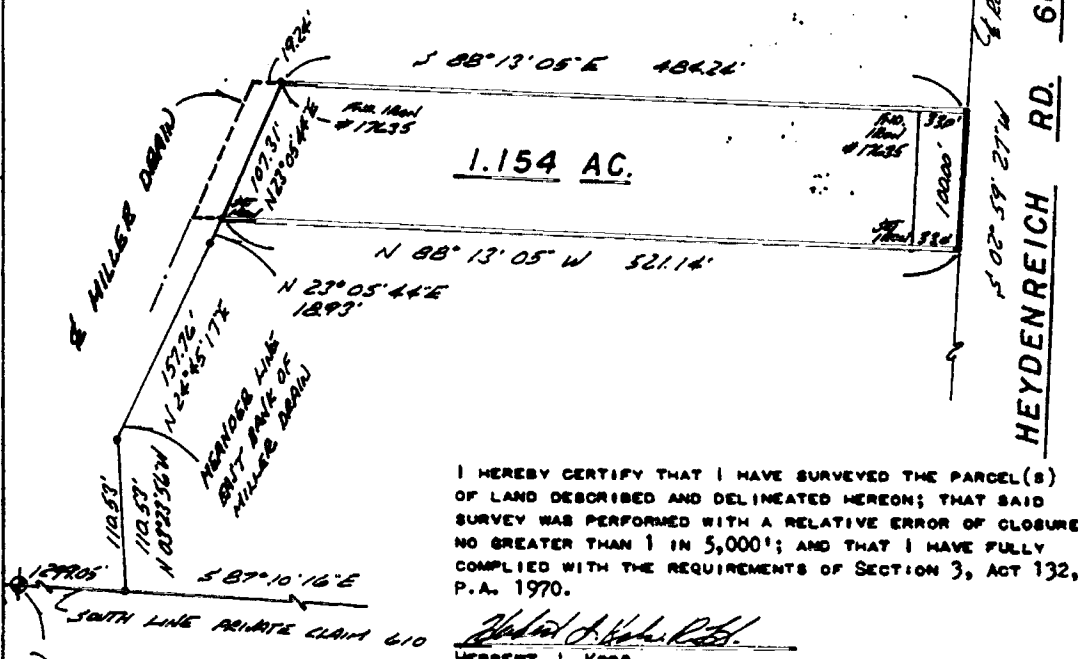 19.24'
S 88° 13' 05" E 484.24'
FND. IRON
#17635
FND.
IRON
#17635
33.0'
100.00'
1.154 AC.
107.31'
N 23° 05' 44" E
33.0'
N 88° 13' 05" W 521.14'
N 23° 05' 44" E
18.93'
℄ MILLER DRAIN
157.76'
N 24° 45' 17" E
MEANDER LINE
EAST BANK OF
MILLER DRAIN
110.53'
110.53'
N 03° 23' 56" W
1299.05'
S 87° 10' 16" E
SOUTH LINE PRIVATE CLAIM 610
S 02° 59' 27" W
HEYDENREICH RD.
I HEREBY CERTIFY THAT I HAVE SURVEYED THE PARCEL(S)
OF LAND DESCRIBED AND DELINEATED HEREON; THAT SAID
SURVEY WAS PERFORMED WITH A RELATIVE ERROR OF CLOSURE
NO GREATER THAN 1 IN 5,000'; AND THAT I HAVE FULLY
COMPLIED WITH THE REQUIREMENTS OF SECTION 3, ACT 132,
P.A. 1970.